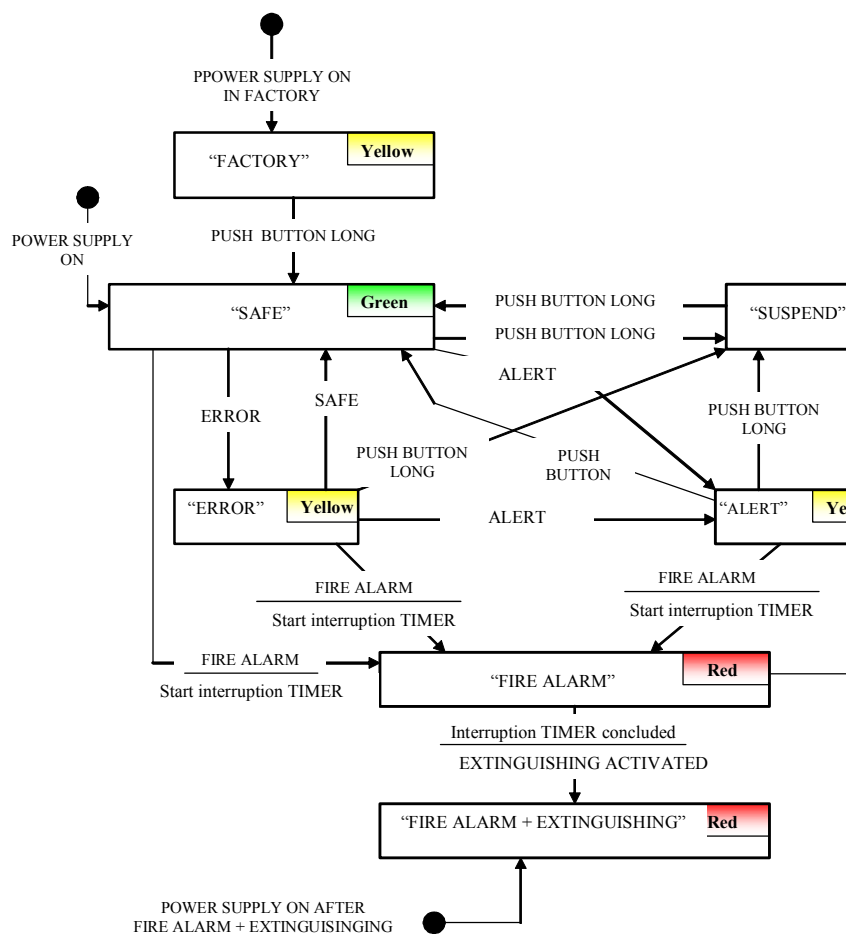 PPOWER SUPPLY ON
IN FACTORY
“FACTORY”
Yellow
POWER SUPPLY
ON
PUSH BUTTON LONG
“SAFE”
Green
PUSH BUTTON LONG
“SUSPEND”
PUSH BUTTON LONG
ALERT
ERROR
SAFE
PUSH BUTTON
LONG
PUSH BUTTON
LONG
PUSH
BUTTON
“ERROR”
Yellow
ALERT
“ALERT”
Ye
FIRE ALARM
Start interruption TIMER
FIRE ALARM
Start interruption TIMER
FIRE ALARM
Start interruption TIMER
“FIRE ALARM”
Red
Interruption TIMER concluded
EXTINGUISHING ACTIVATED
“FIRE ALARM + EXTINGUISHING”
Red
POWER SUPPLY ON AFTER
FIRE ALARM + EXTINGUISINGING